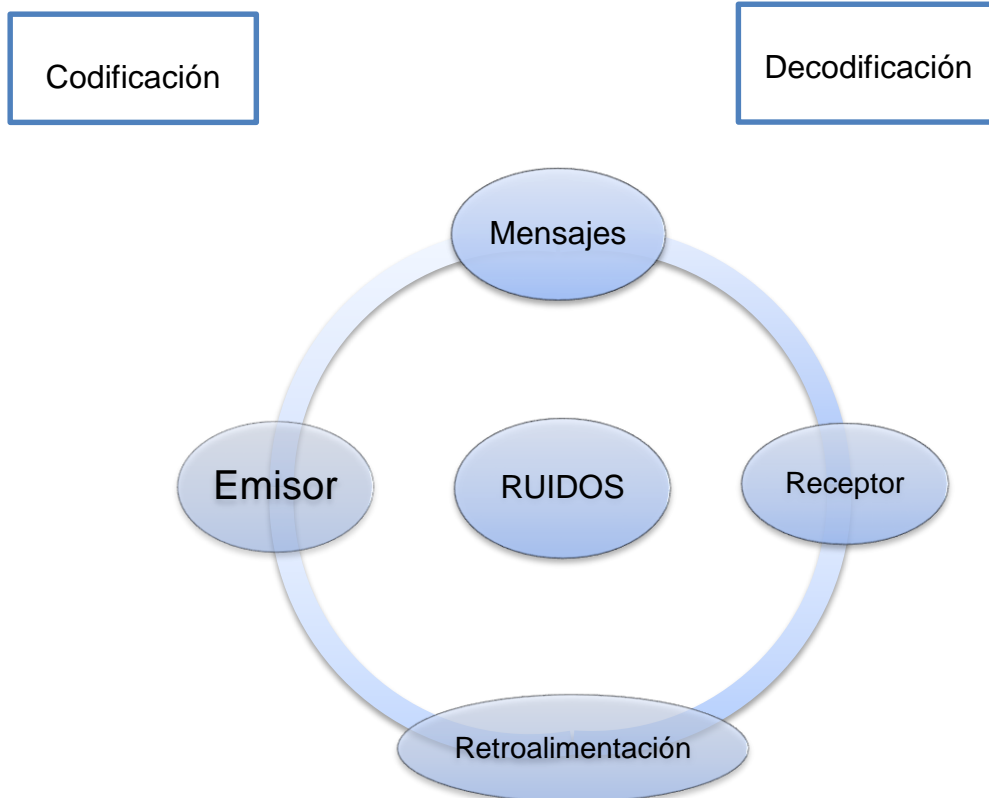 Codificación
Decodificación
Mensajes
Emisor
RUIDOS
Receptor
Retroalimentación